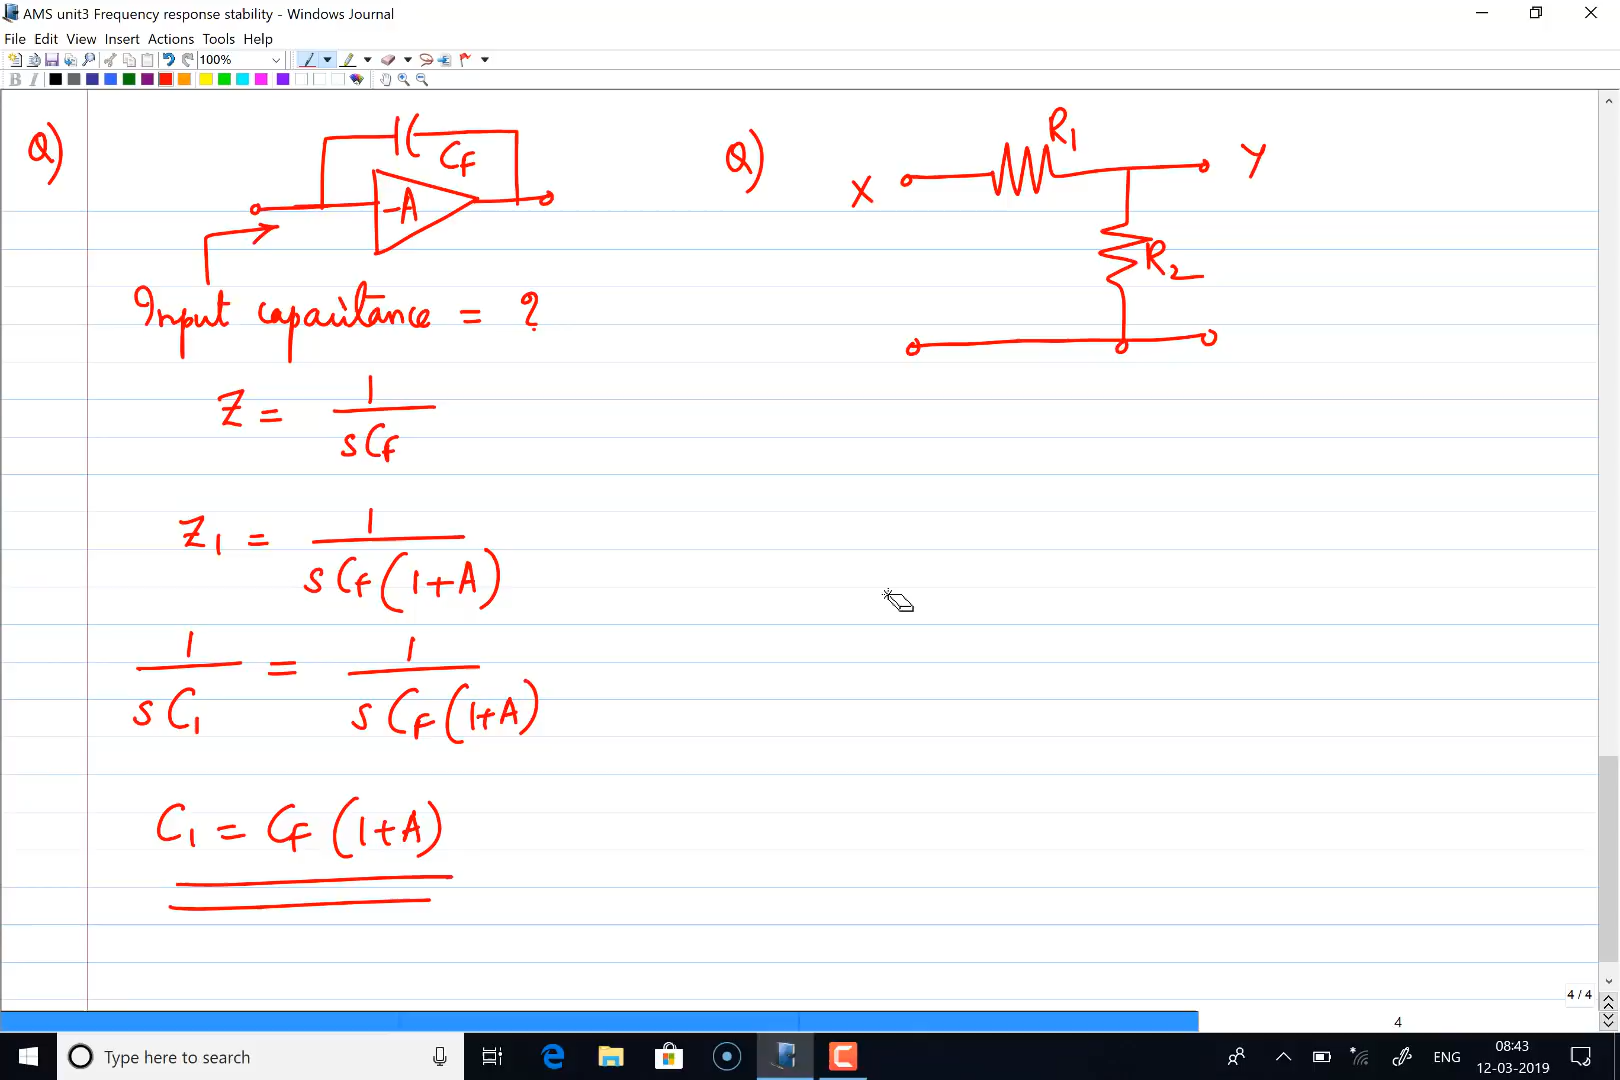 AMS unit3 Frequency response stability - Windows Journal
File Edit View Insert Actions Tools Help
100%
B I
Q)
Cf
-A
Input capacitance = ?
Z = 1 / sCf
Z1 = 1 / sCf(1+A)
1 / sC1 = 1 / sCf(1+A)
C1 = Cf (1+A)
Q)
R1
X
Y
R2
4 / 4
4
Type here to search
ENG
08:43
12-03-2019